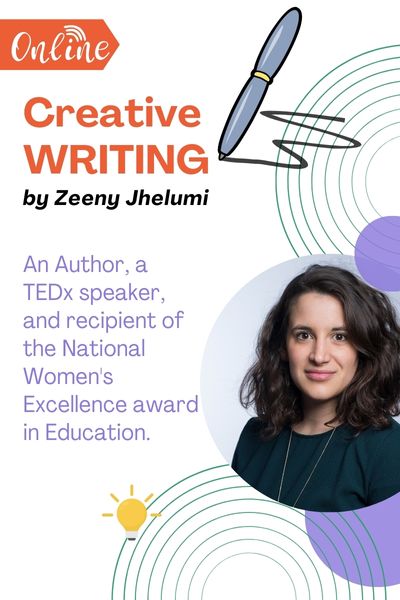 Online
Creative
WRITING
by Zeeny Jhelumi
An Author, a
TEDx speaker,
and recipient of
the National
Women's
Excellence award
in Education.